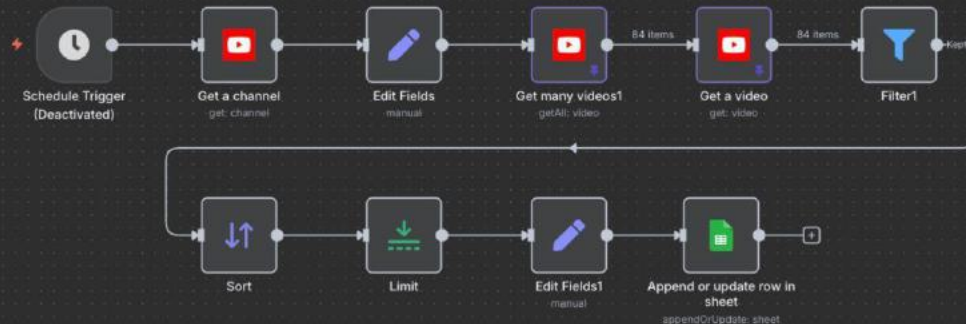 Schedule Trigger
(Deactivated)
Get a channel
get: channel
Edit Fields
manual
Get many videos1
getAll: video
84 items
Get a video
get: video
84 items
Filter1
Kept
Sort
Limit
Edit Fields1
manual
Append or update row in
sheet
appendOrUpdate: sheet